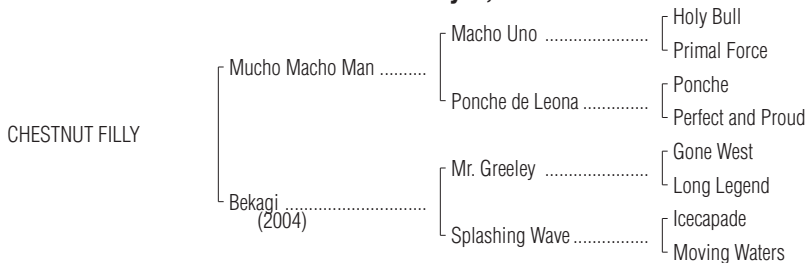 Holy Bull
Macho Uno ......................
Primal Force
Mucho Macho Man ..........
Ponche
Ponche de Leona ..............
Perfect and Proud
CHESTNUT FILLY
Gone West
Mr. Greeley ......................
Long Legend
Bekagi ..............................
(2004)
Icecapade
Splashing Wave ................
Moving Waters